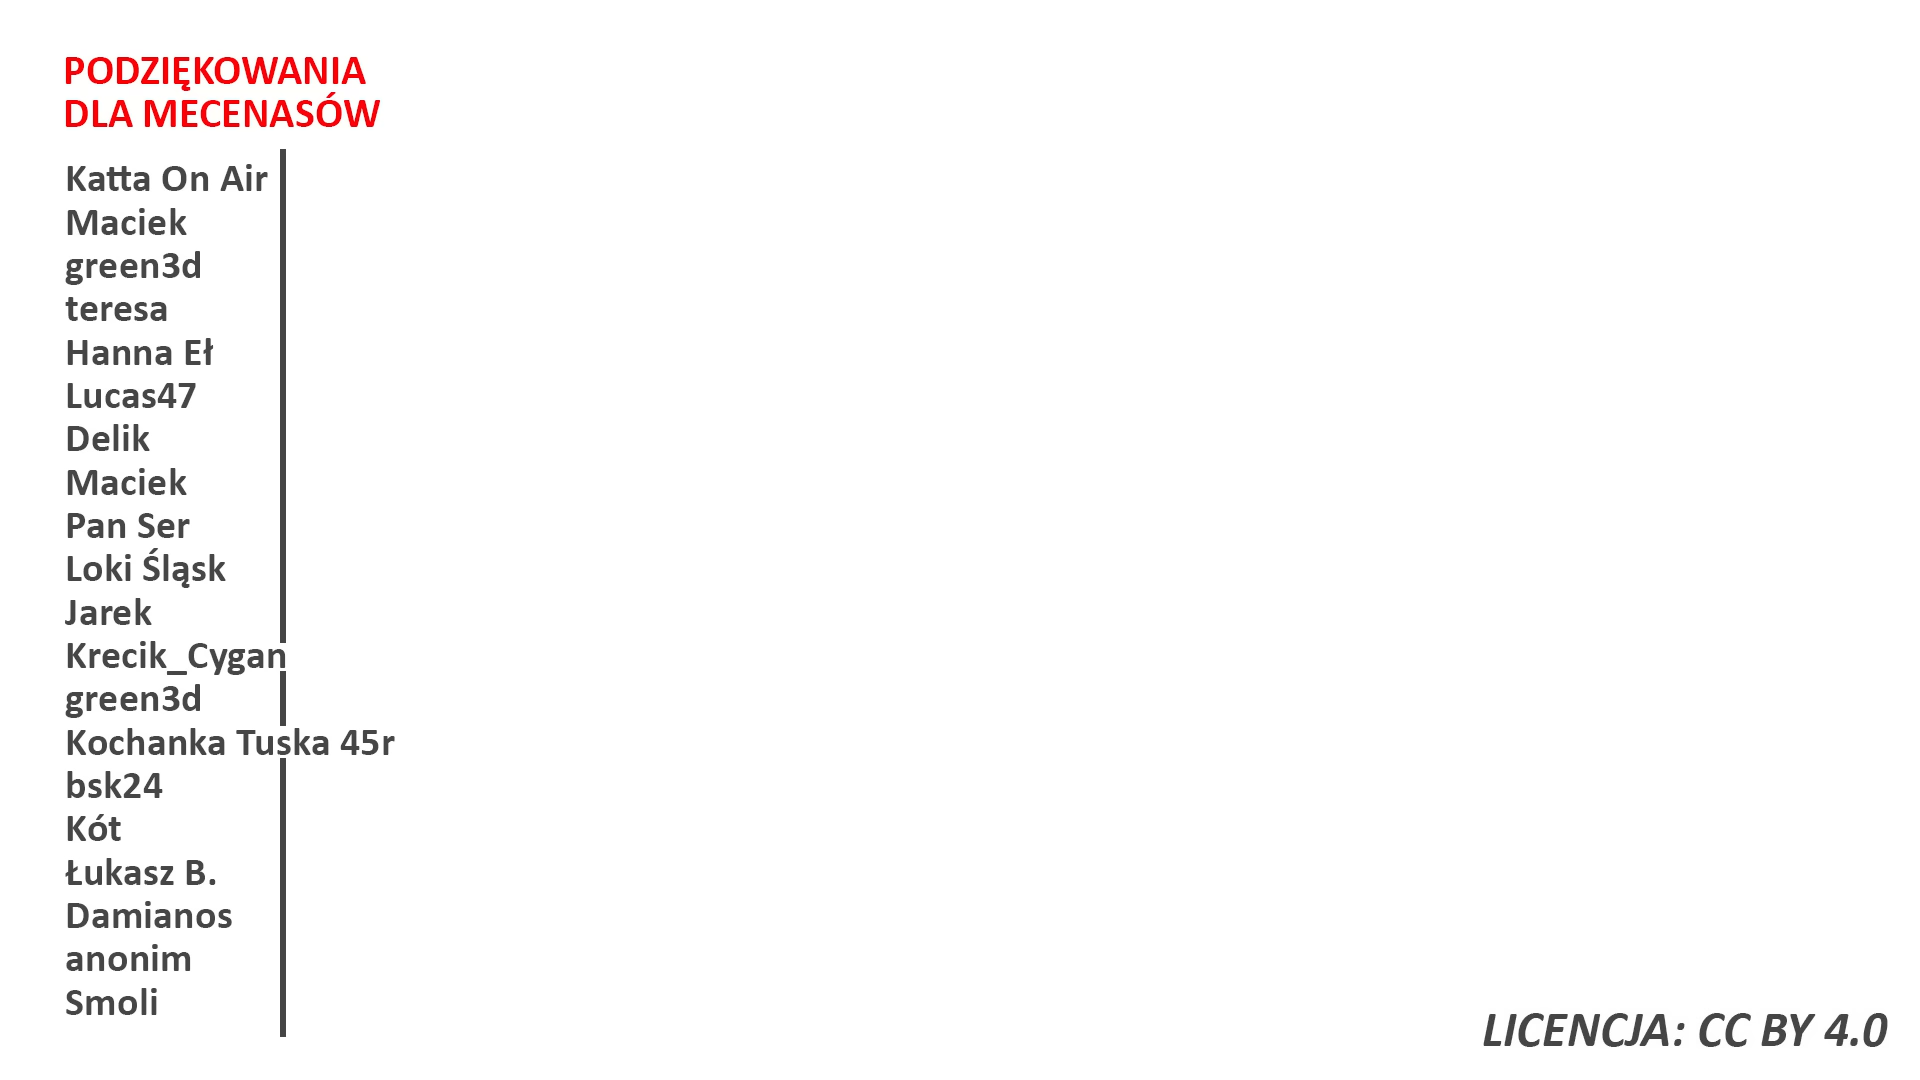 PODZIĘKOWANIA
DLA MECENASÓW
Katta On Air
Maciek
green3d
teresa
Hanna Eł
Lucas47
Delik
Maciek
Pan Ser
Loki Śląsk
Jarek
Krecik_Cygan
green3d
Kochanka Tuska 45r
bsk24
Kót
Łukasz B.
Damianos
anonim
Smoli
LICENCJA: CC BY 4.0